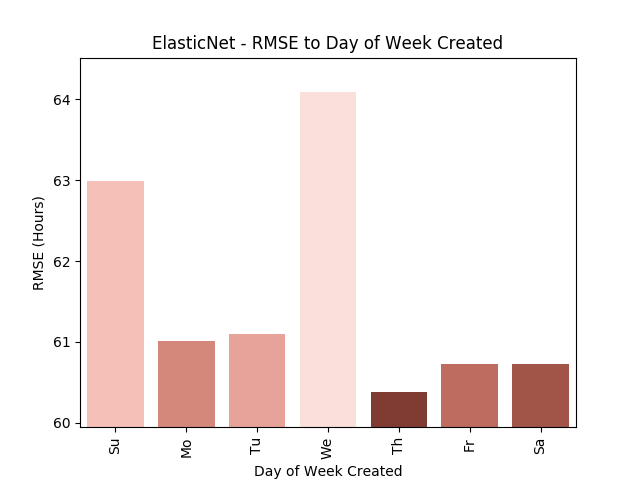 ElasticNet - RMSE to Day of Week Created
64
63
62
61
60
RMSE (Hours)
Su Mo Tu We Th Fr Sa
Day of Week Created